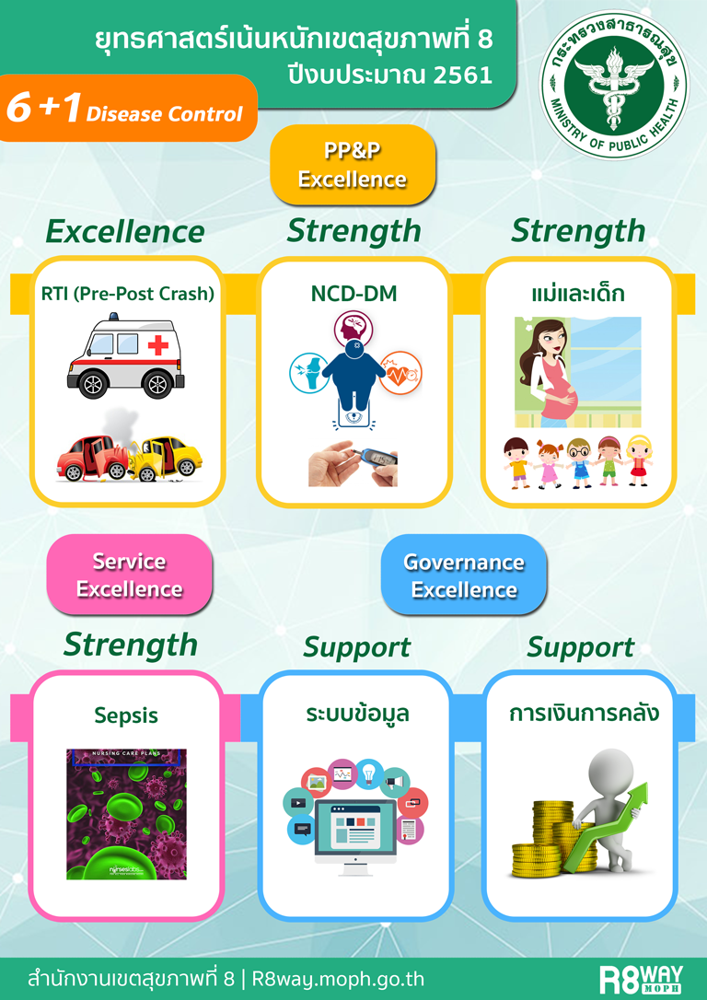 ยุทธศาสตร์เน้นหนักเขตสุขภาพที่ 8
ปีงบประมาณ 2561
กระทรวงสาธารณสุข
MINISTRY OF PUBLIC HEALTH
6+1 Disease Control
PP&P
Excellence
Excellence
Strength
Strength
RTI (Pre-Post Crash)
NCD-DM
แม่และเด็ก
Service
Excellence
Governance
Excellence
Strength
Support
Support
Sepsis
ระบบข้อมูล
การเงินการคลัง
NURSING CARE PLANS
nurseslabs
สำนักงานเขตสุขภาพที่ 8 | R8way.moph.go.th
R8WAY
MOPH